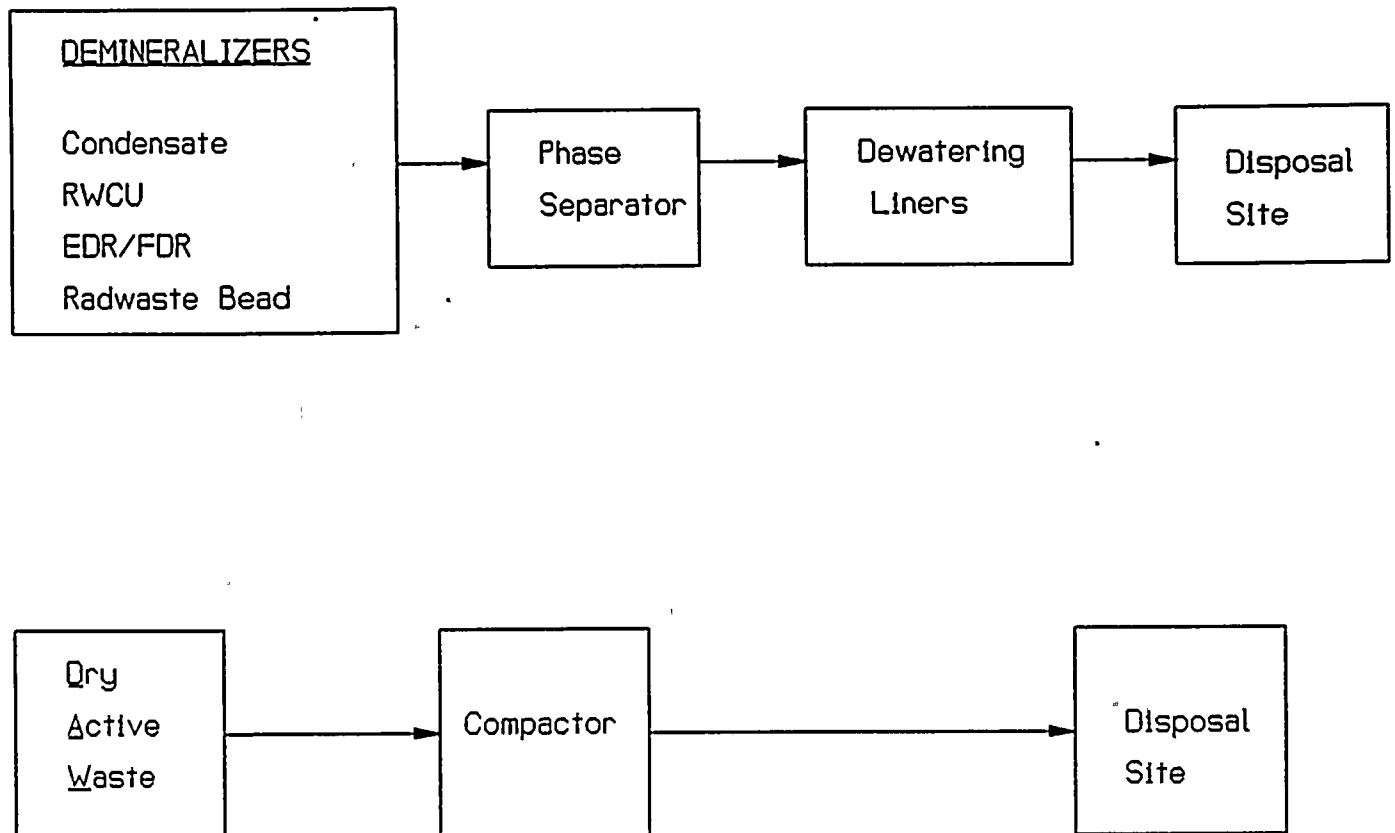 DEMINERALIZERS
Condensate
RWCU
EDR/FDR
Radwaste Bead
Phase
Separator
Dewatering
Liners
Disposal
Site
Dry
Active
Waste
Compactor
Disposal
Site